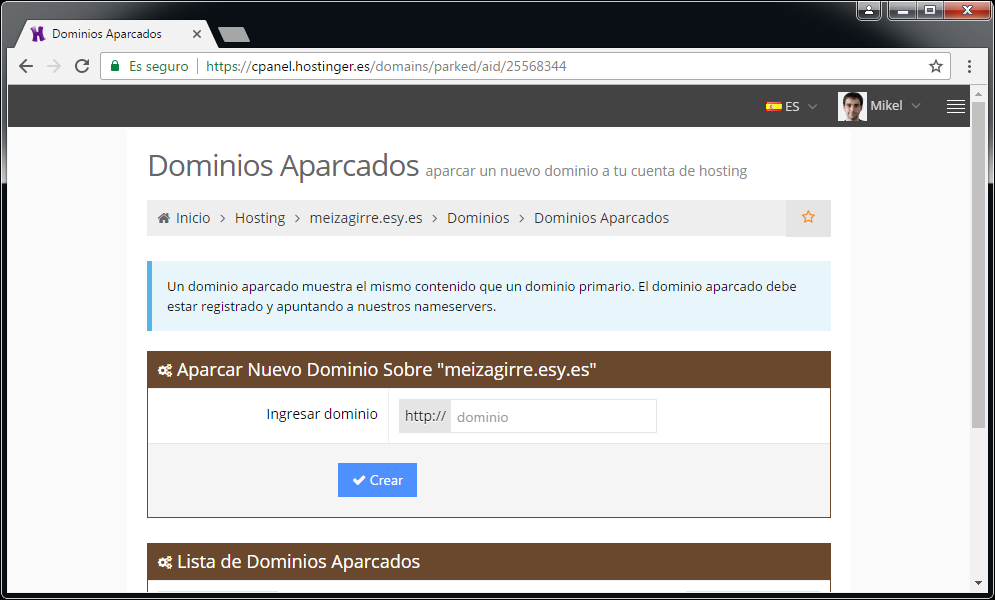 Dominios Aparcados
Es seguro
https://cpanel.hostinger.es/domains/parked/aid/25568344
ES
Mikel
Dominios Aparcados aparcar un nuevo dominio a tu cuenta de hosting
Inicio > Hosting > meizagirre.esy.es > Dominios > Dominios Aparcados
Un dominio aparcado muestra el mismo contenido que un dominio primario. El dominio aparcado debe
estar registrado y apuntando a nuestros nameservers.
Aparcar Nuevo Dominio Sobre "meizagirre.esy.es"
Ingresar dominio http:// dominio
Crear
Lista de Dominios Aparcados